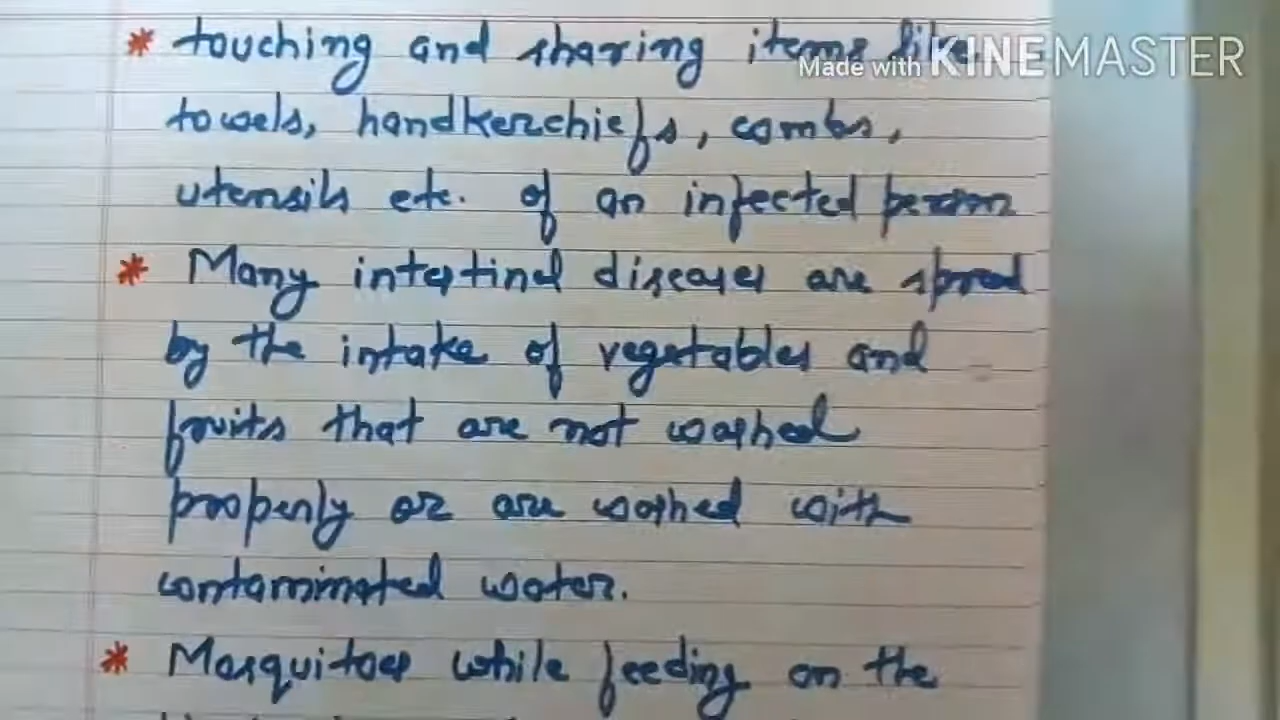 * touching and sharing items like
Made with KINEMASTER
towels, handkerchiefs, combs,
utensils etc. of an infected person
* Many intestinal diseases are spread
by the intake of vegetables and
fruits that are not washed
properly or are washed with
contaminated water.
* Mosquitoes while feeding on the